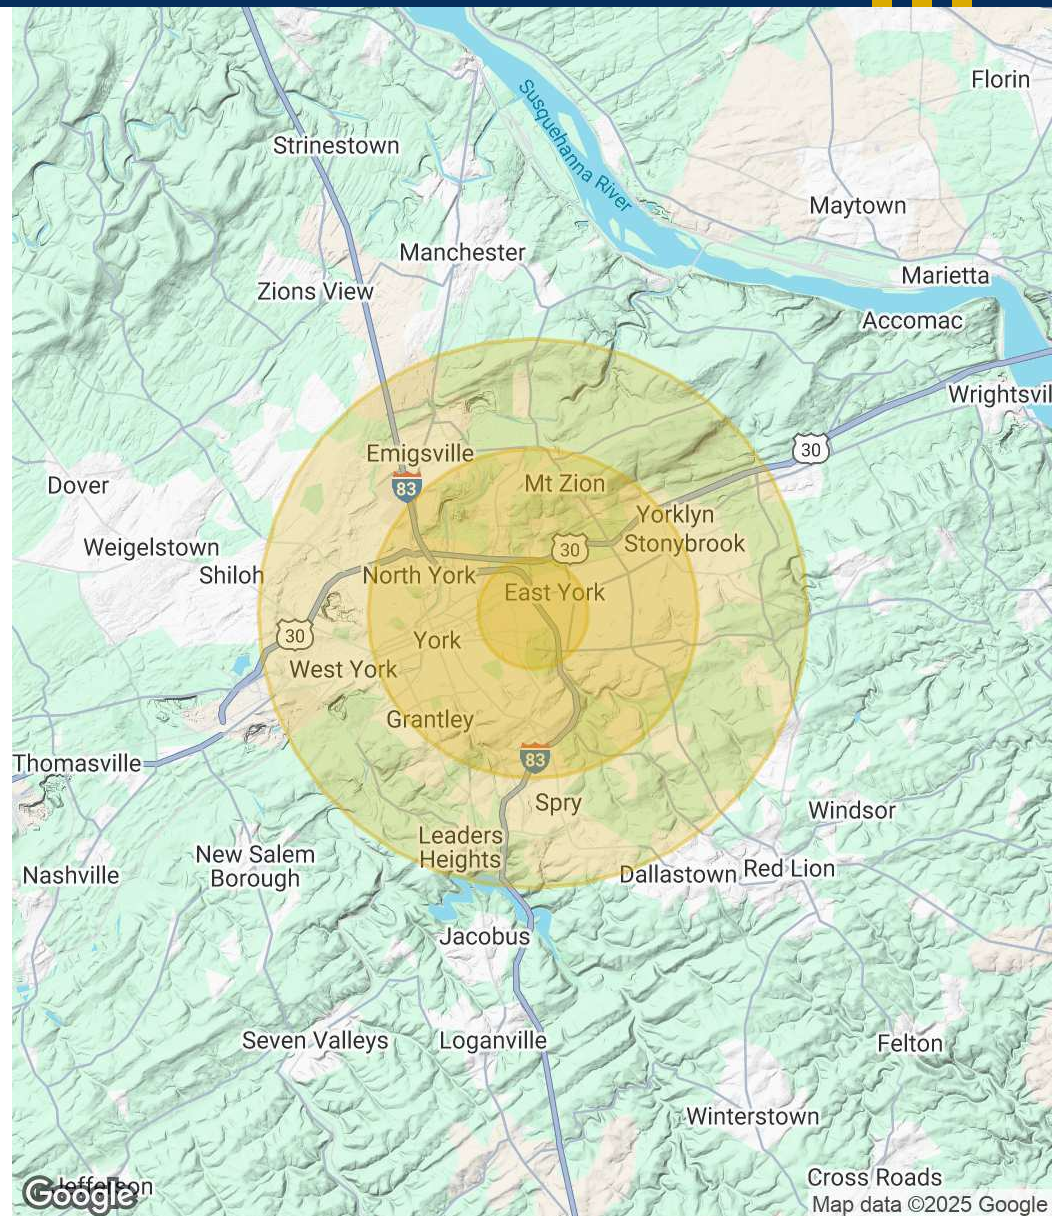 Florin
Strinestown
Susquehanna River
Maytown
Manchester
Marietta
Zions View
Accomac
Wrightsvil
30
Emigsville
83
Mt Zion
Dover
Yorklyn
Weigelstown
Stonybrook
30
Shiloh
North York
East York
30
York
West York
Grantley
83
Thomasville
Spry
Windsor
Leaders
Heights
New Salem
Borough
Nashville
Dallastown
Red Lion
Jacobus
Seven Valleys
Loganville
Felton
Winterstown
Cross Roads
Jefferson
Google
Map data ©2025 Google